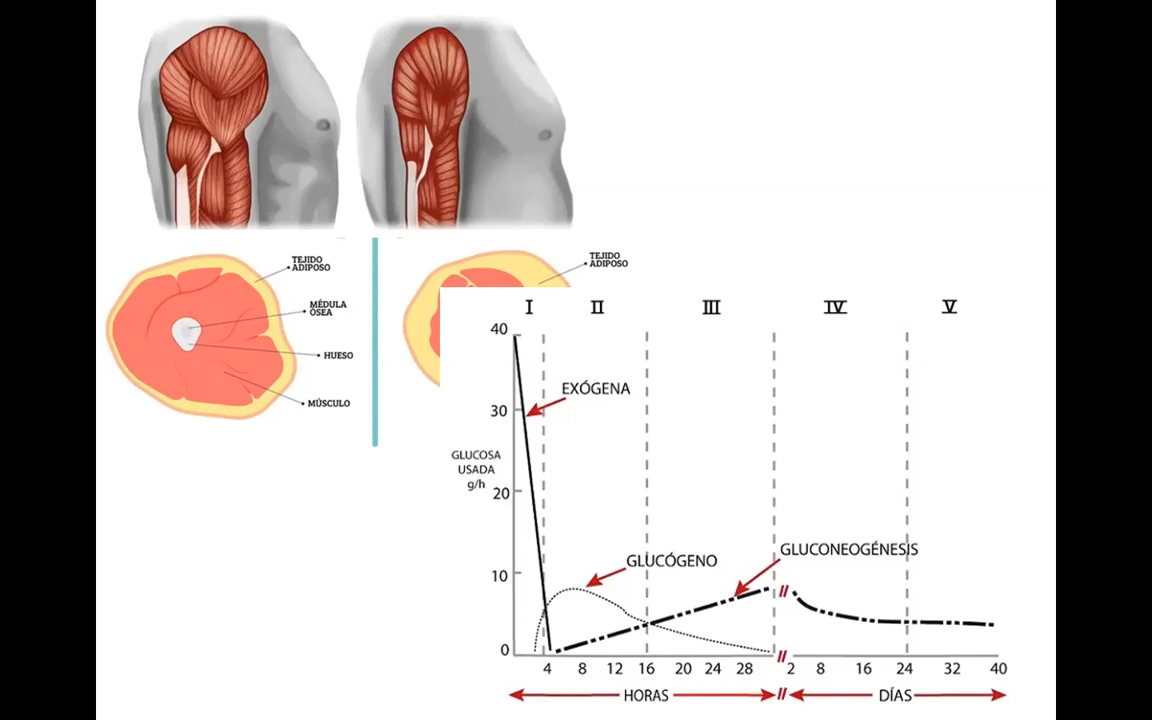 TEJIDO
ADIPOSO
MÉDULA
ÓSEA
HUESO
MÚSCULO
TEJIDO
ADIPOSO
I II III IV V
40
30
20
10
0
GLUCOSA
USADA
g/h
EXÓGENA
GLUCÓGENO
GLUCONEOGÉNESIS
4 8 12 16 20 24 28 // 2 8 16 24 32 40
HORAS // DÍAS